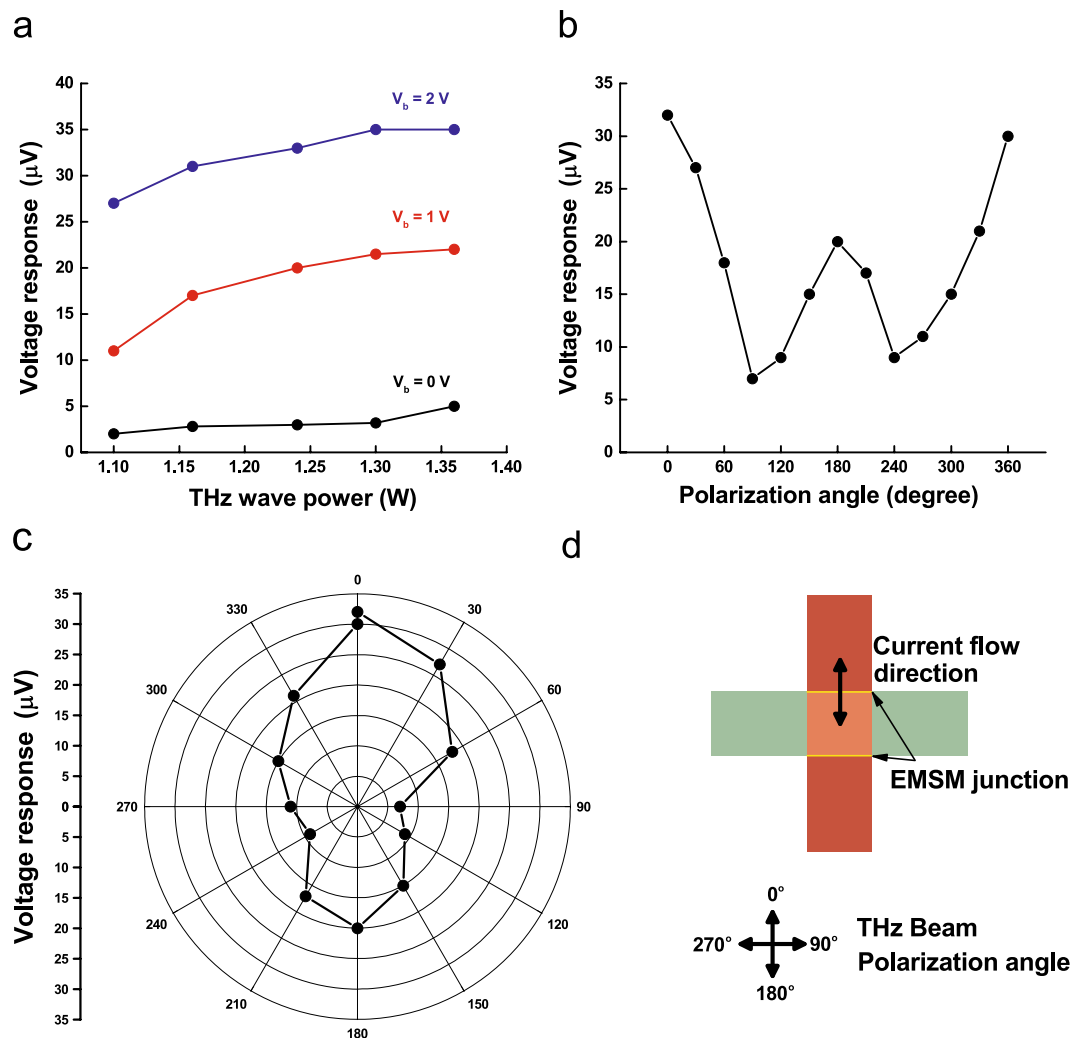 a
Voltage response (μV)
40
35
30
25
20
15
10
5
0
V_b = 2 V
V_b = 1 V
V_b = 0 V
1.10 1.15 1.20 1.25 1.30 1.35 1.40
THz wave power (W)
b
Voltage response (μV)
35
30
25
20
15
10
5
0
0 60 120 180 240 300 360
Polarization angle (degree)
c
Voltage response (μV)
35
30
25
20
15
10
5
0
5
10
15
20
25
30
35
0
30
60
90
120
150
180
210
240
270
300
330
d
Current flow
direction
EMSM junction
0°
270° 90°
180°
THz Beam
Polarization angle